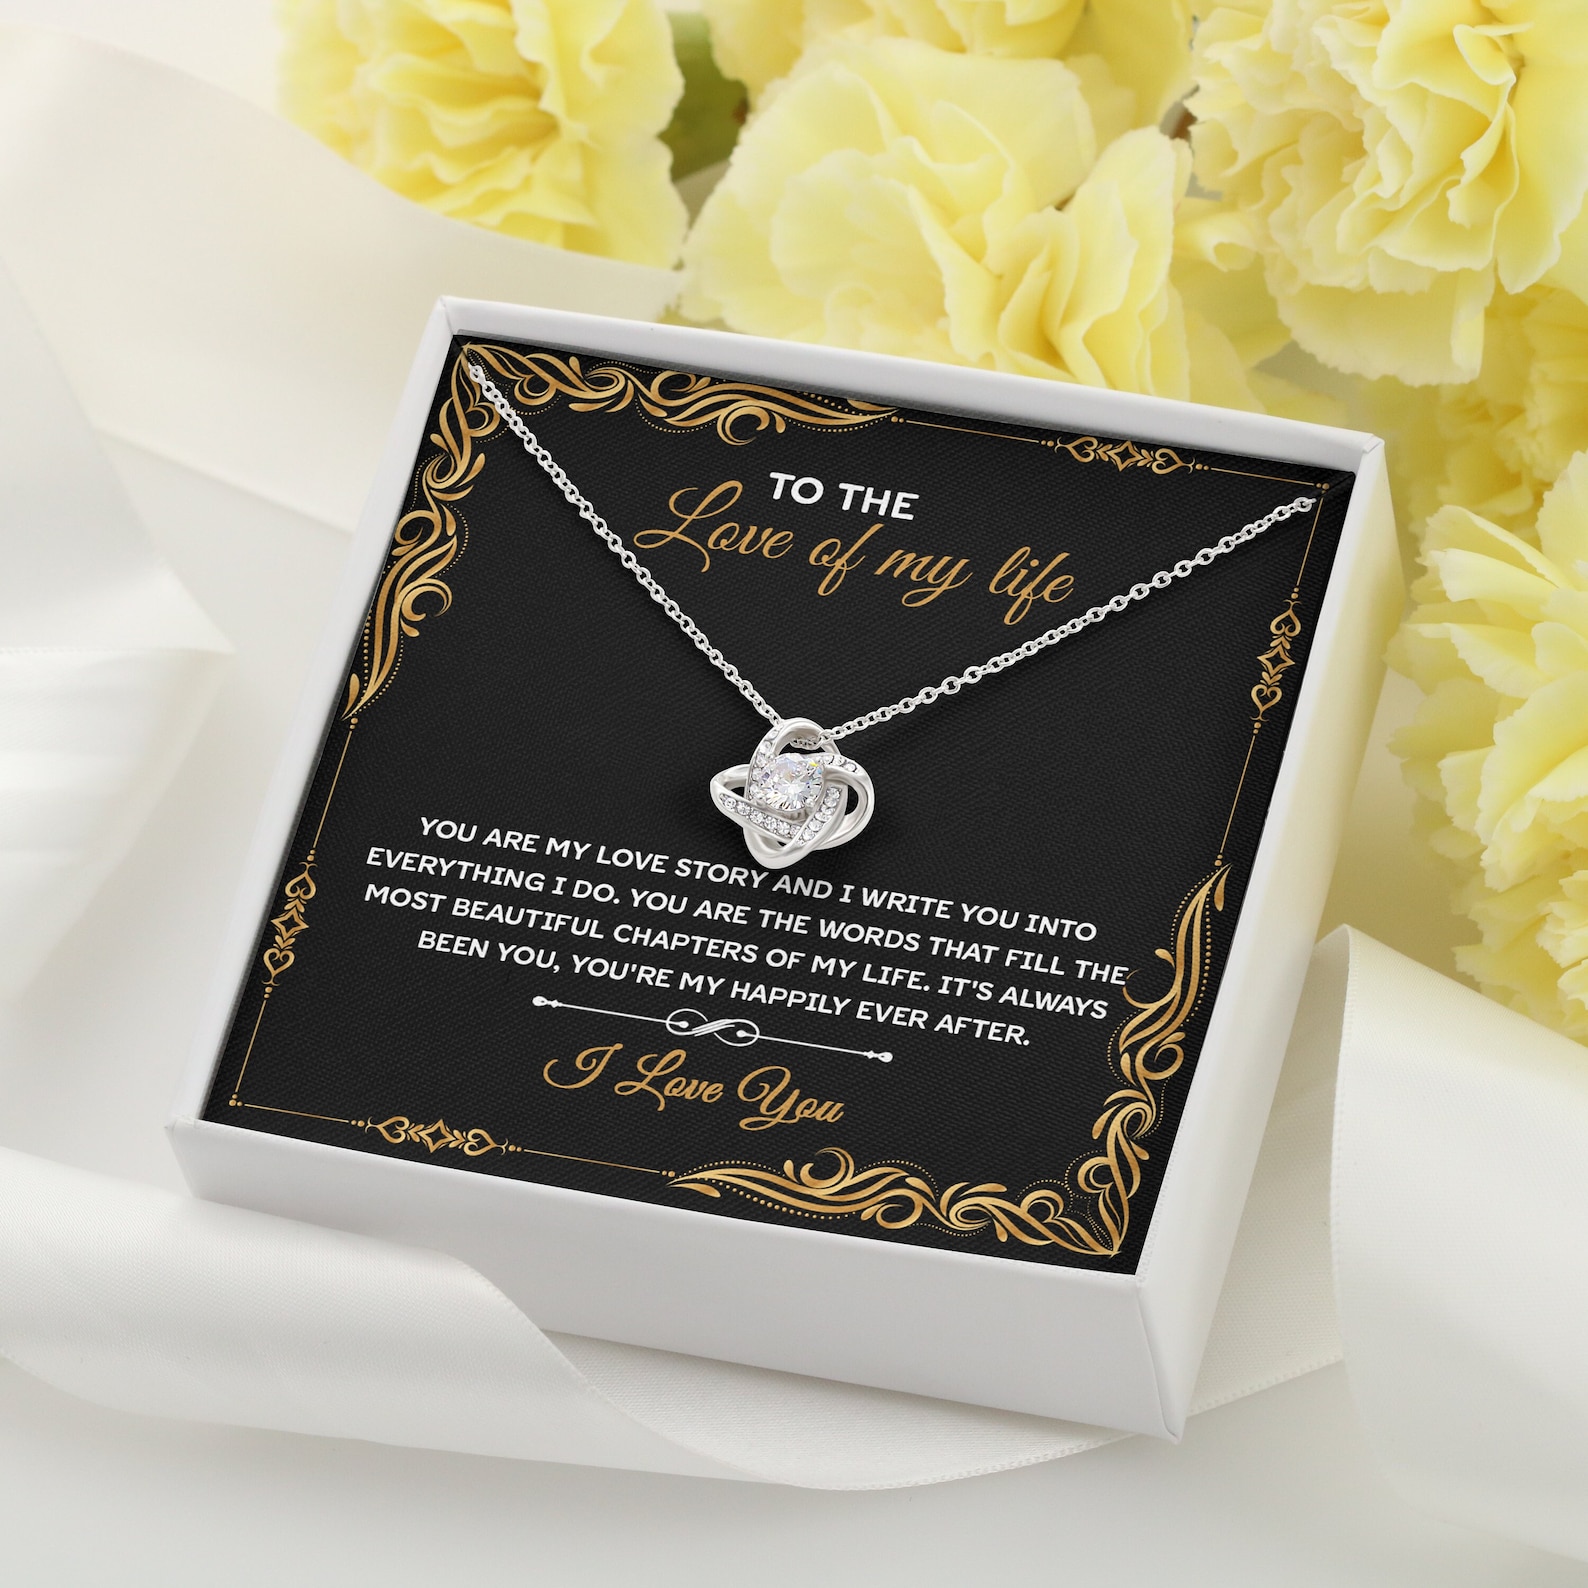 TO THE
Love of my life
YOU ARE MY LOVE STORY AND I WRITE YOU INTO
EVERYTHING I DO. YOU ARE THE WORDS THAT FILL THE
MOST BEAUTIFUL CHAPTERS OF MY LIFE. IT'S ALWAYS
BEEN YOU, YOU'RE MY HAPPILY EVER AFTER.
I Love You